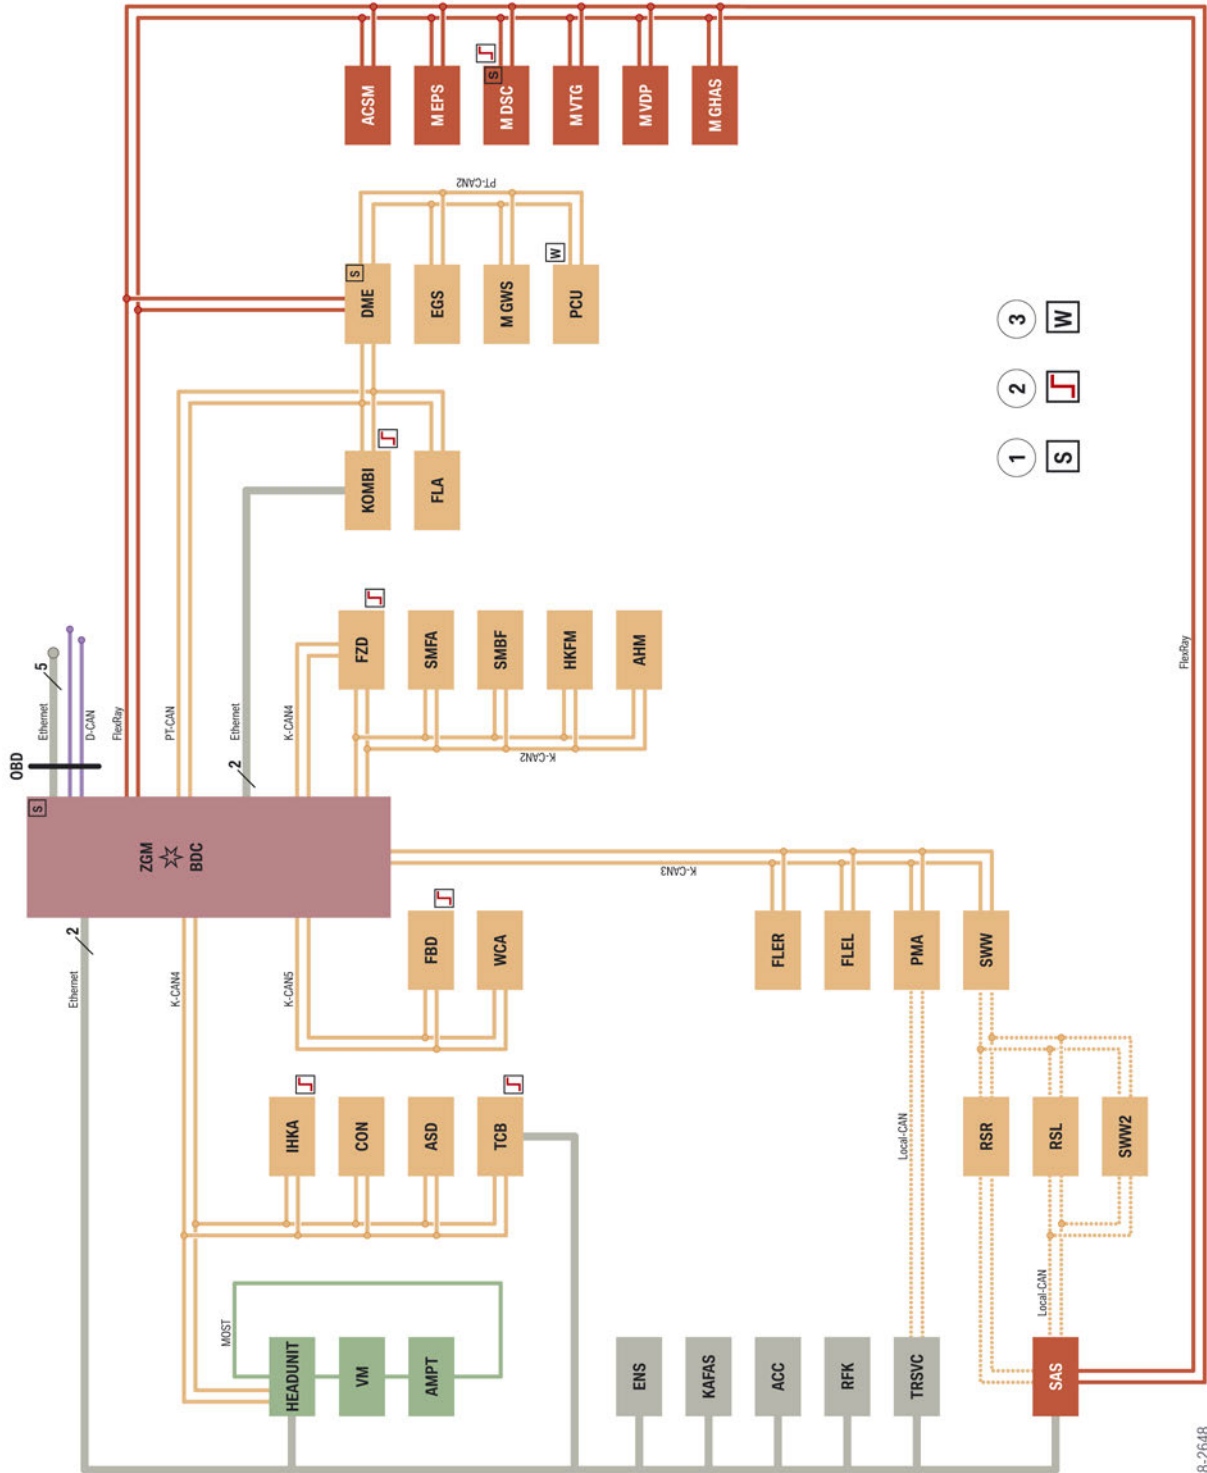 OBD
Ethernet
5
S
Ethernet
2
D-CAN
FlexRay
ZGM
BDC
K-CAN4
PT-CAN
MOST
Ethernet
2
K-CAN5
K-CAN4
HEADUNIT
IHKA
VM
CON
FZD
KOMBI
DME
S
ACSM
AMPT
ASD
FBD
SMFA
FLA
EGS
M EPS
PT-CAN2
TCB
WCA
SMBF
M GWS
M DSC
S
K-CAN2
HKFM
PCU
W
M VTG
ENS
AHM
M VDP
K-CAN3
KAFAS
M GHAS
ACC
FLER
RFK
FLEL
Local-CAN
TRSVC
PMA
RSR
SWW
1
2
3
S
W
Local-CAN
SAS
RSL
SWW2
FlexRay
8-2648